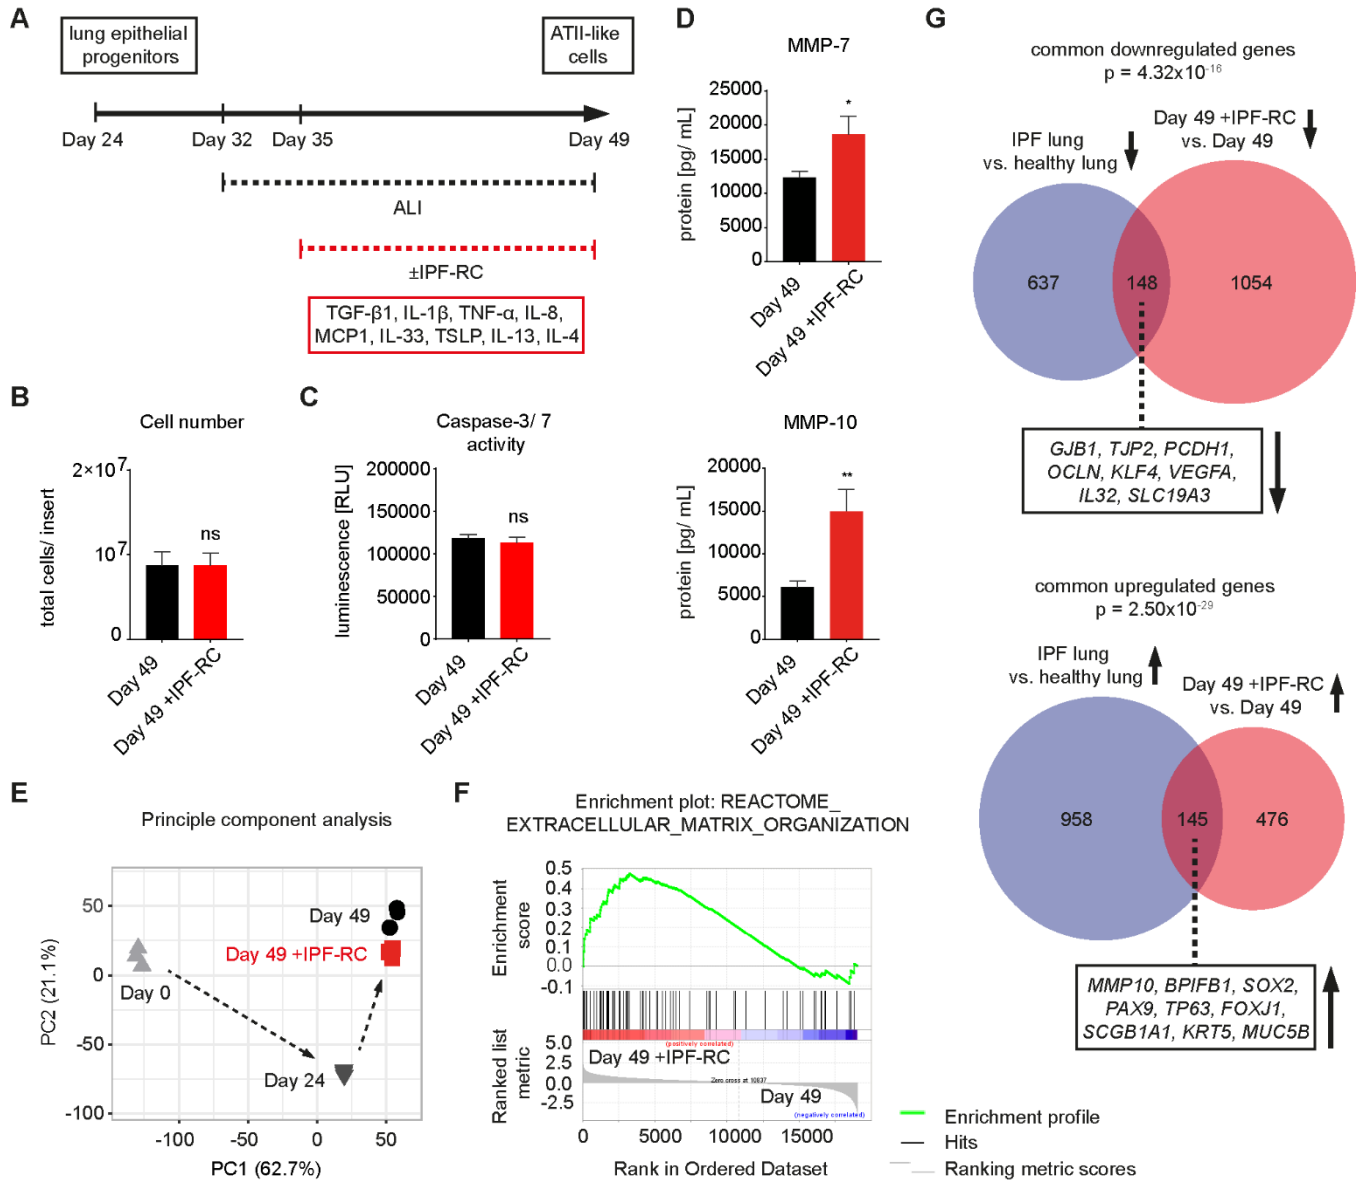 A
lung epithelial
progenitors
ATII-like
cells
Day 24
Day 32
Day 35
Day 49
ALI
±IPF-RC
TGF-β1, IL-1β, TNF-α, IL-8,
MCP1, IL-33, TSLP, IL-13, IL-4
B
Cell number
total cells/ insert
2×10⁷
10⁷
0
ns
Day 49
Day 49 +IPF-RC
C
Caspase-3/ 7
activity
luminescence [RLU]
200000
150000
100000
50000
0
ns
Day 49
Day 49 +IPF-RC
D
MMP-7
protein [pg/ mL]
25000
20000
15000
10000
5000
0
*
Day 49
Day 49 +IPF-RC
MMP-10
protein [pg/ mL]
20000
15000
10000
5000
0
**
Day 49
Day 49 +IPF-RC
E
Principle component analysis
PC2 (21.1%)
50
0
-50
-100
Day 49
Day 49 +IPF-RC
Day 0
Day 24
-100
-50
0
50
PC1 (62.7%)
F
Enrichment plot: REACTOME_
EXTRACELLULAR_MATRIX_ORGANIZATION
Enrichment
score
0.5
0.4
0.3
0.2
0.1
0.0
-0.1
(positively correlated)
Ranked list
metric
5.0
2.5
0.0
-2.5
Day 49 +IPF-RC
Zero cross at 10837
Day 49
(negatively correlated)
0
5000
10000
15000
Rank in Ordered Dataset
Enrichment profile
Hits
Ranking metric scores
G
common downregulated genes
p = 4.32x10⁻¹⁶
IPF lung
vs. healthy lung
Day 49 +IPF-RC
vs. Day 49
637
148
1054
GJB1, TJP2, PCDH1,
OCLN, KLF4, VEGFA,
IL32, SLC19A3
common upregulated genes
p = 2.50x10⁻²⁹
IPF lung
vs. healthy lung
Day 49 +IPF-RC
vs. Day 49
958
145
476
MMP10, BPIFB1, SOX2,
PAX9, TP63, FOXJ1,
SCGB1A1, KRT5, MUC5B